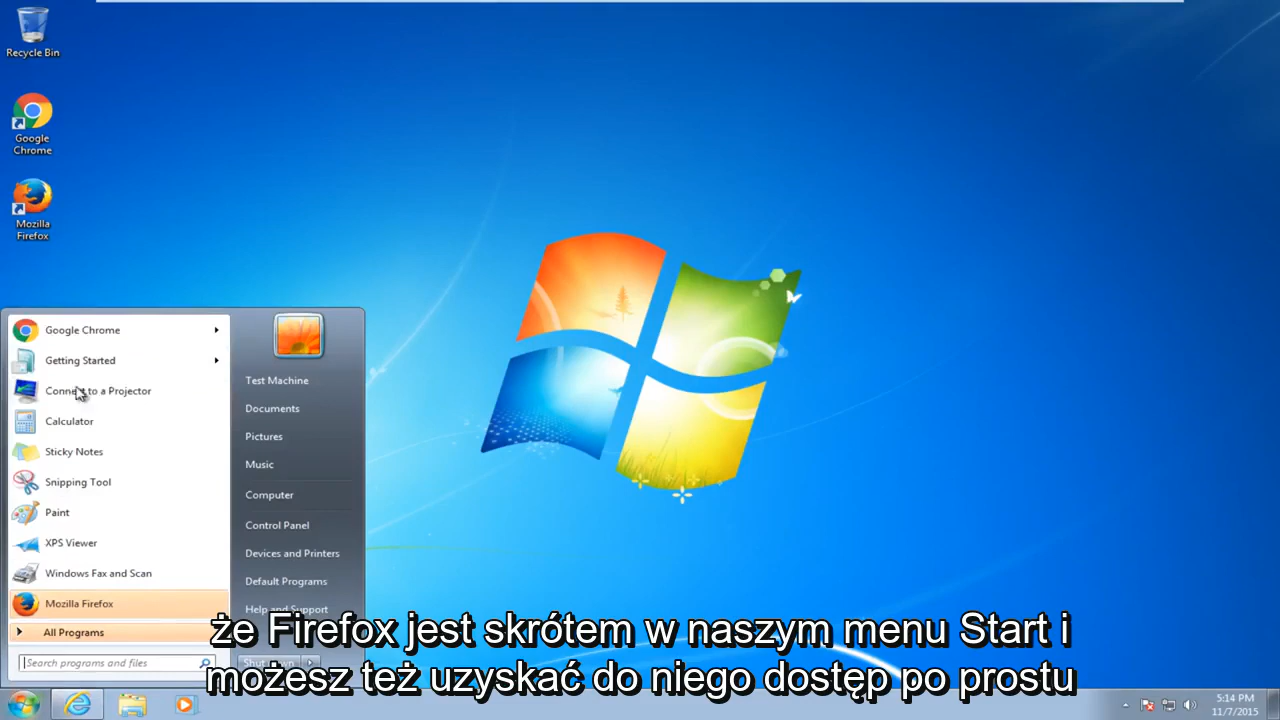 Recycle Bin
Google
Chrome
Mozilla
Firefox
Google Chrome
Getting Started
Connect to a Projector
Calculator
Sticky Notes
Snipping Tool
Paint
XPS Viewer
Windows Fax and Scan
Mozilla Firefox
All Programs
Search programs and files
Test Machine
Documents
Pictures
Music
Computer
Control Panel
Devices and Printers
Default Programs
Help and Support
Shut down
że Firefox jest skrótem w naszym menu Start i
możesz też uzyskać do niego dostęp po prostu
5:14 PM
11/7/2015